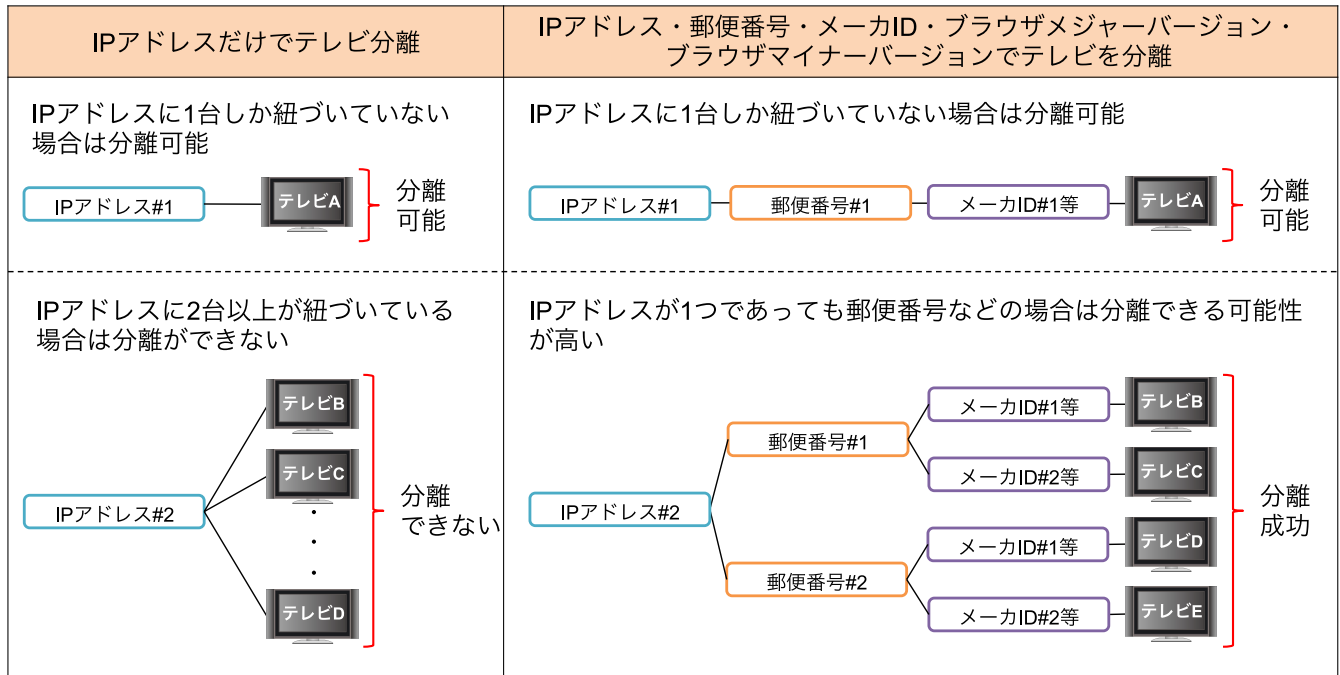 IPアドレスだけでテレビ分離
IPアドレス・郵便番号・メーカID・ブラウザメジャーバージョン・
ブラウザマイナーバージョンでテレビを分離
IPアドレスに1台しか紐づいていない
場合は分離可能
IPアドレス#1
テレビA
分離
可能
IPアドレスに1台しか紐づいていない場合は分離可能
IPアドレス#1
郵便番号#1
メーカID#1等
テレビA
分離
可能
IPアドレスに2台以上が紐づいている
場合は分離ができない
IPアドレス#2
テレビB
テレビC
・
・
テレビD
分離
できない
IPアドレスが1つであっても郵便番号などの場合は分離できる可能性
が高い
IPアドレス#2
郵便番号#1
メーカID#1等
テレビB
メーカID#2等
テレビC
郵便番号#2
メーカID#1等
テレビD
メーカID#2等
テレビE
分離
成功